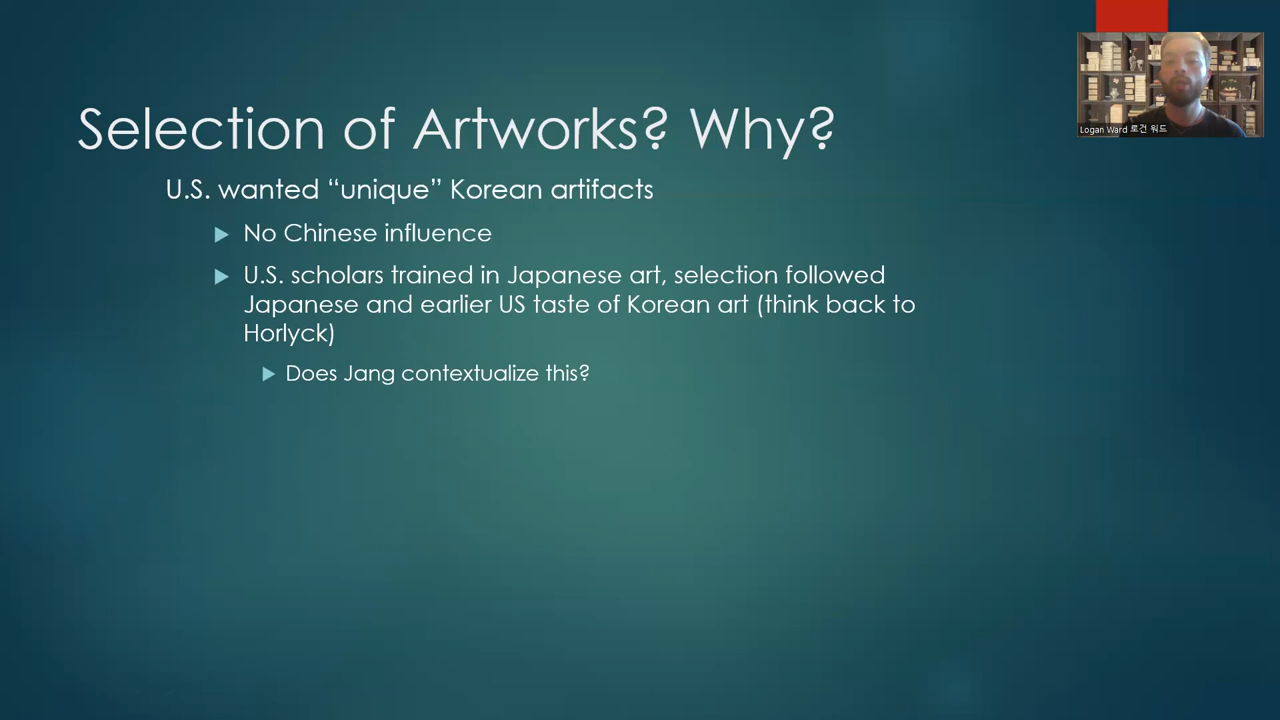 Selection of Artworks? Why?
U.S. wanted “unique” Korean artifacts
No Chinese influence
U.S. scholars trained in Japanese art, selection followed
Japanese and earlier US taste of Korean art (think back to
Horlyck)
Does Jang contextualize this?
Logan Ward 로건 워드